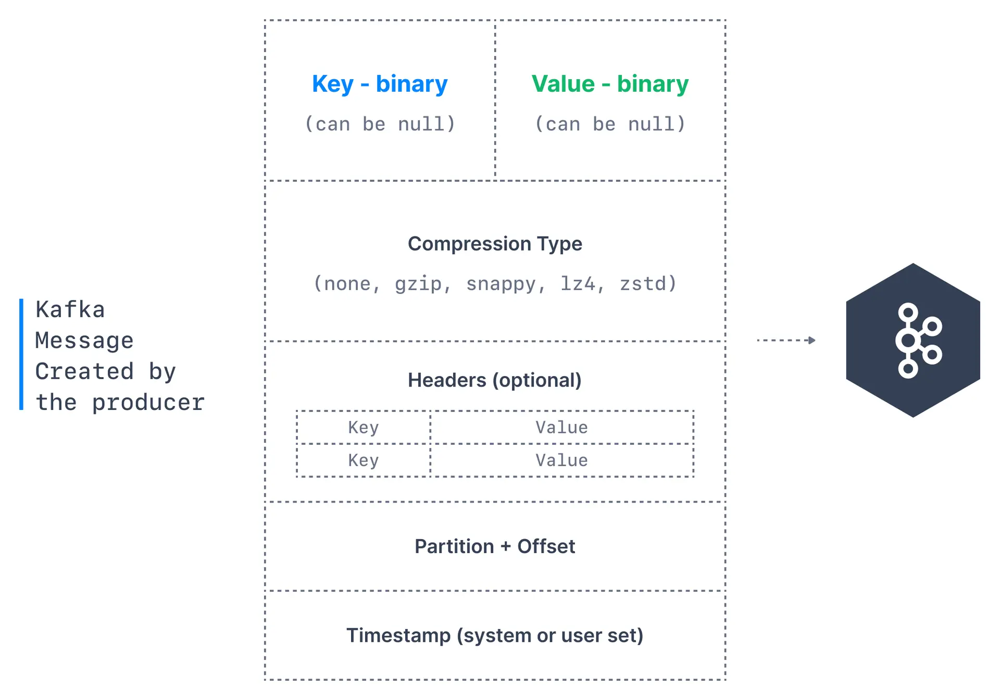 Key - binary
(can be null)
Value - binary
(can be null)
Compression Type
(none, gzip, snappy, lz4, zstd)
Kafka
Message
Created by
the producer
Headers (optional)
Key Value
Key Value
Partition + Offset
Timestamp (system or user set)